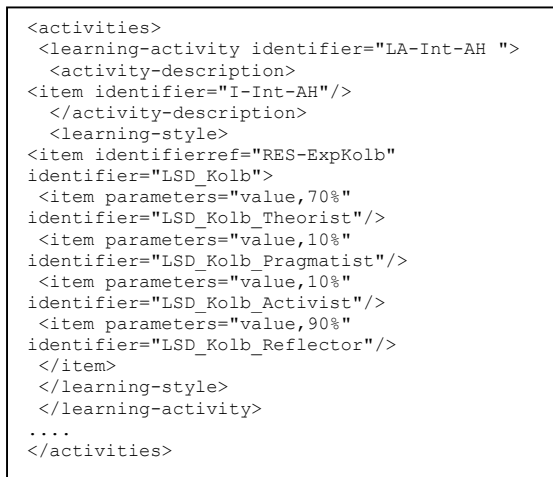 <activities>
<learning-activity identifier="LA-Int-AH ">
<activity-description>
<item identifier="I-Int-AH"/>
</activity-description>
<learning-style>
<item identifierref="RES-ExpKolb"
identifier="LSD_Kolb">
<item parameters="value,70%"
identifier="LSD_Kolb_Theorist"/>
<item parameters="value,10%"
identifier="LSD_Kolb_Pragmatist"/>
<item parameters="value,10%"
identifier="LSD_Kolb_Activist"/>
<item parameters="value,90%"
identifier="LSD_Kolb_Reflector"/>
</item>
</learning-style>
</learning-activity>
....
</activities>